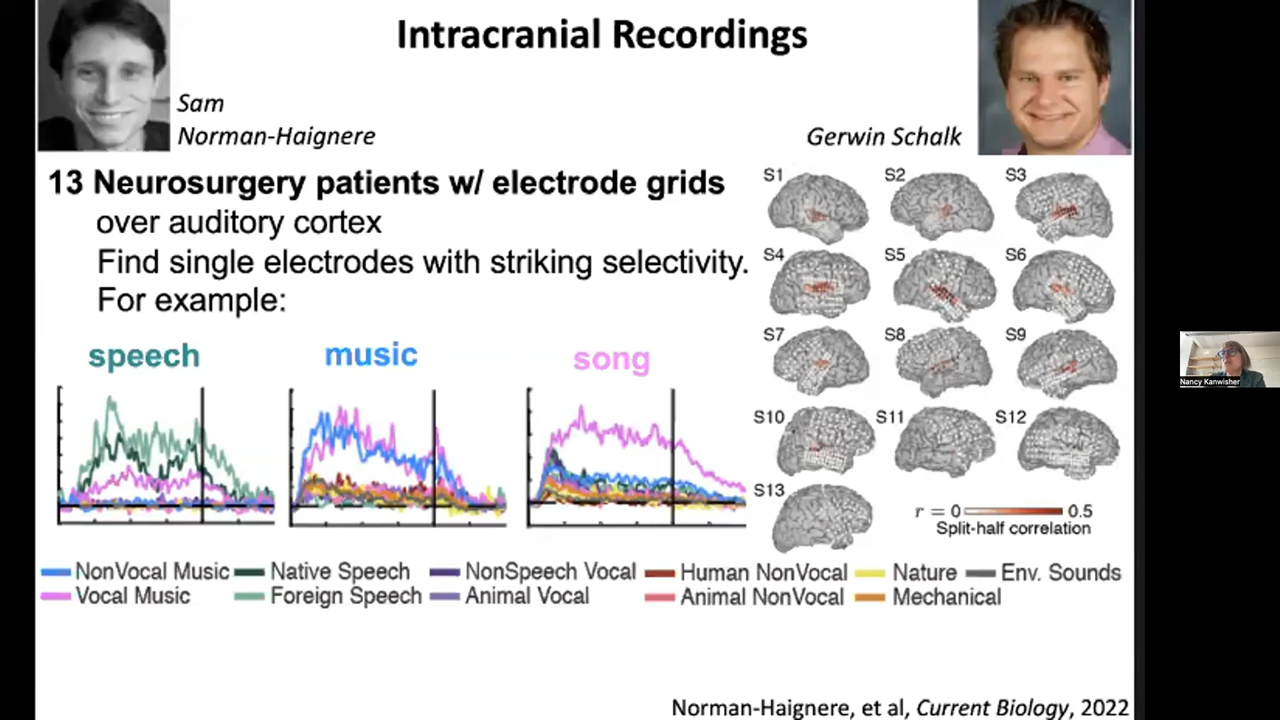 Intracranial Recordings
Sam
Norman-Haignere
Gerwin Schalk
13 Neurosurgery patients w/ electrode grids
over auditory cortex
Find single electrodes with striking selectivity.
For example:
speech
music
song
S1
S2
S3
S4
S5
S6
S7
S8
S9
S10
S11
S12
S13
r = 0
0.5
Split-half correlation
NonVocal Music
Native Speech
NonSpeech Vocal
Human NonVocal
Nature
Env. Sounds
Vocal Music
Foreign Speech
Animal Vocal
Animal NonVocal
Mechanical
Norman-Haignere, et al, Current Biology, 2022
Nancy Kanwisher